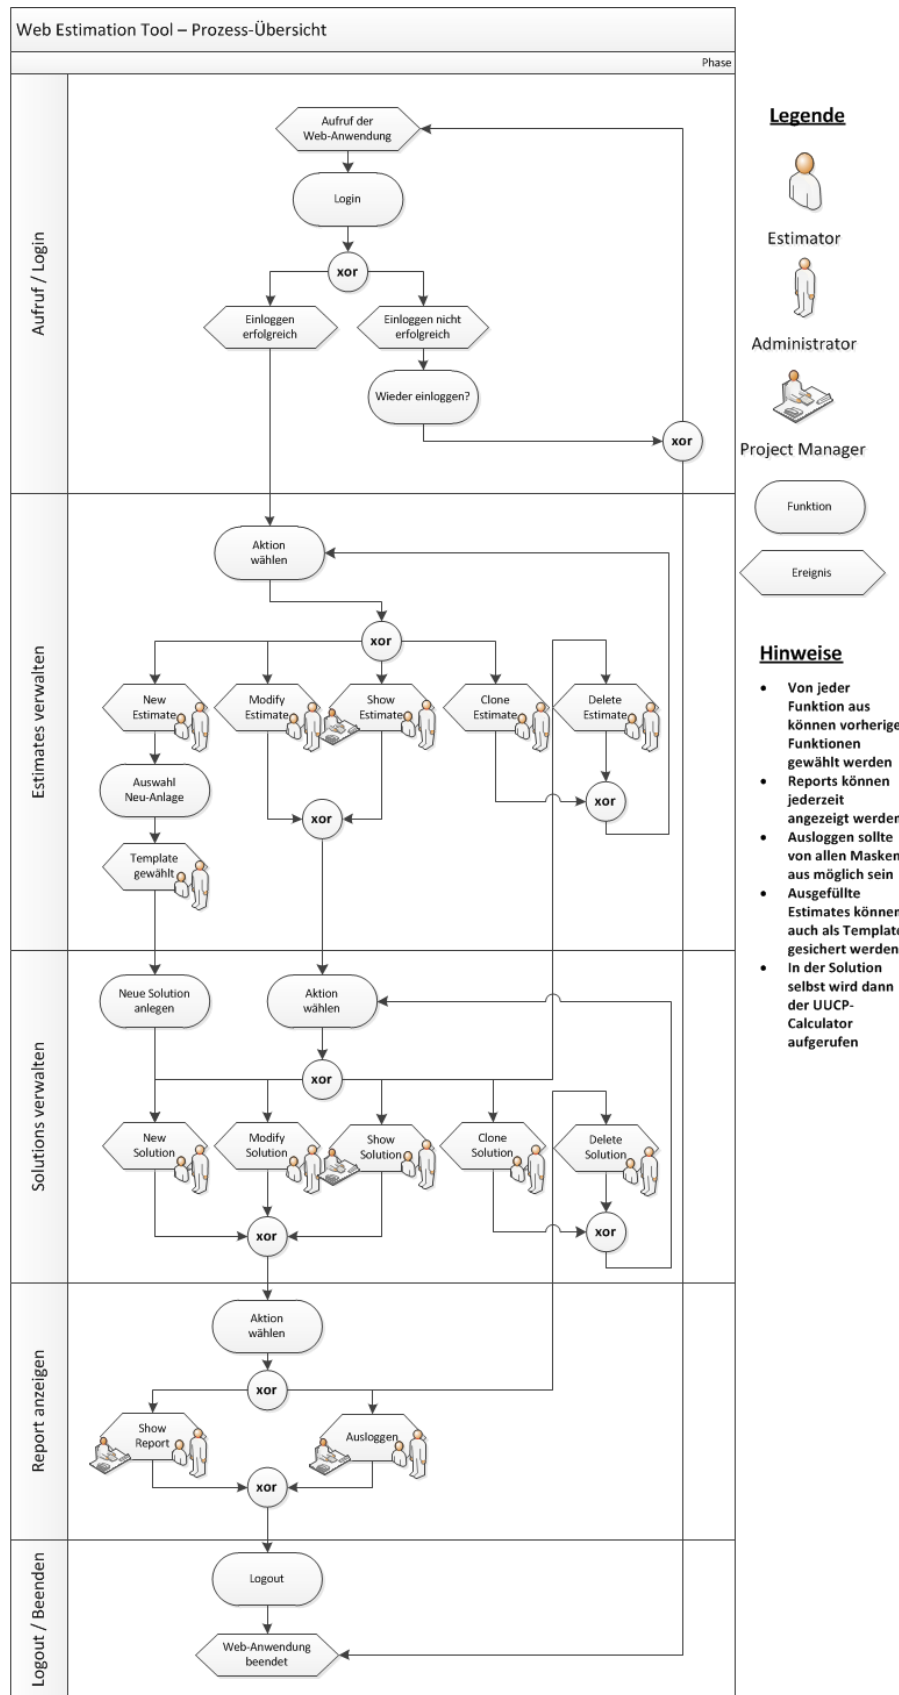 Web Estimation Tool – Prozess-Übersicht
Phase
Aufruf / Login
Aufruf der
Web-Anwendung
Login
xor
Einloggen
erfolgreich
Einloggen nicht
erfolgreich
Wieder einloggen?
xor
Estimates verwalten
Aktion
wählen
xor
New
Estimate
Modify
Estimate
Show
Estimate
Clone
Estimate
Delete
Estimate
Auswahl
Neu-Anlage
xor
xor
Template
gewählt
Solutions verwalten
Neue Solution
anlegen
Aktion
wählen
xor
New
Solution
Modify
Solution
Show
Solution
Clone
Solution
Delete
Solution
xor
xor
Report anzeigen
Aktion
wählen
xor
Show
Report
Ausloggen
xor
Logout / Beenden
Logout
Web-Anwendung
beendet
Legende
Estimator
Administrator
Project Manager
Funktion
Ereignis
Hinweise
• Von jeder
Funktion aus
können vorherige
Funktionen
gewählt werden
• Reports können
jederzeit
angezeigt werden
• Ausloggen sollte
von allen Masken
aus möglich sein
• Ausgefüllte
Estimates können
auch als Template
gesichert werden
• In der Solution
selbst wird dann
der UUCP-
Calculator
aufgerufen